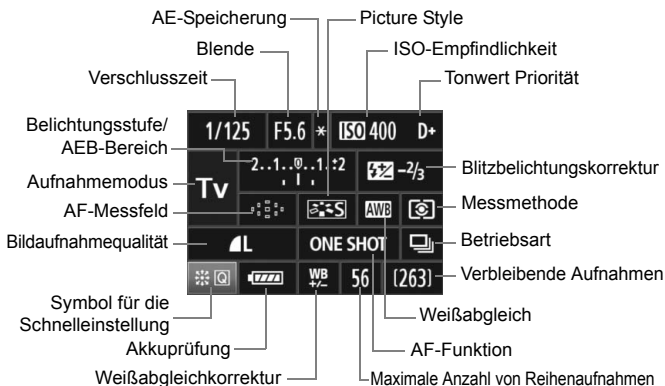 AE-Speicherung
Picture Style
Blende
ISO-Empfindlichkeit
Verschlusszeit
Tonwert Priorität
1/125 F5.6 * ISO 400 D+
Belichtungsstufe/
AEB-Bereich
2..1..0..1..2
-2/3
Blitzbelichtungskorrektur
Aufnahmemodus
Tv
AF-Messfeld
S
AWB
Messmethode
Bildaufnahmequalität
L
ONE SHOT
Betriebsart
Q
WB
+/-
56
[263]
Verbleibende Aufnahmen
Symbol für die
Schnelleinstellung
Weißabgleich
Akkuprüfung
AF-Funktion
Weißabgleichkorrektur
Maximale Anzahl von Reihenaufnahmen